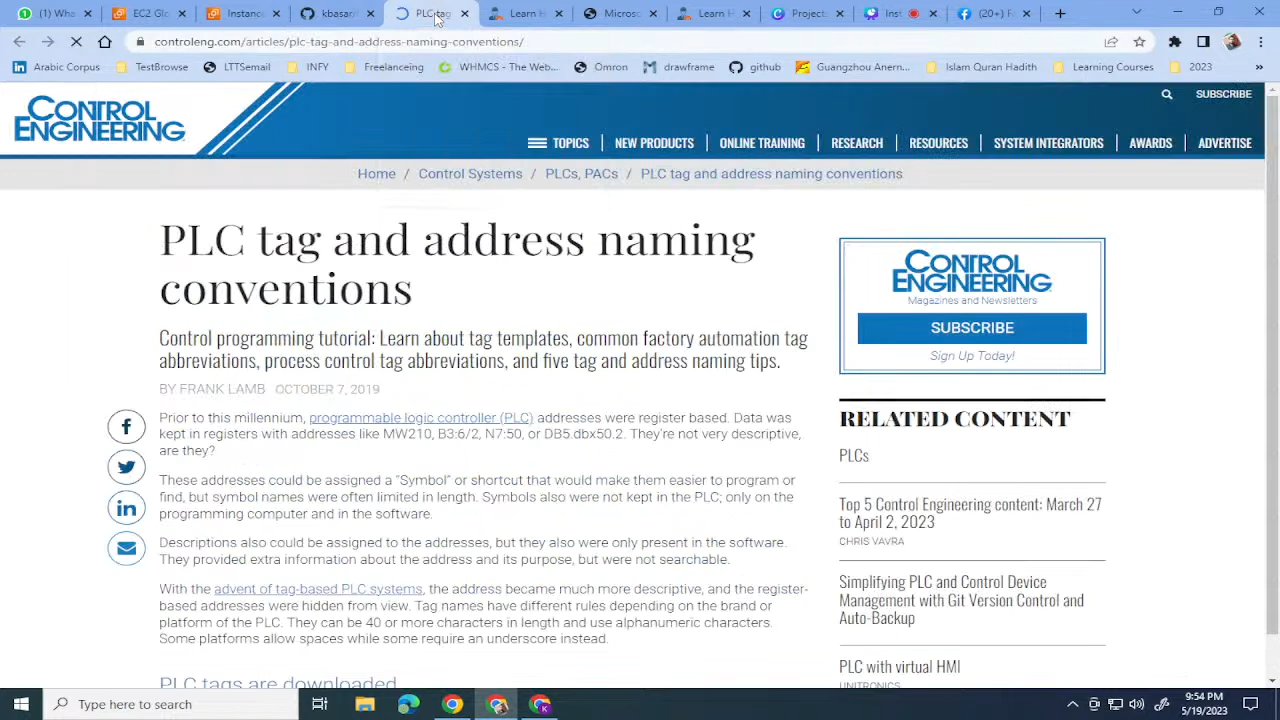 (1) WhatsApp
EC2 Glo
Instance
khawar
PLC tag
Learn H
Micros
Learn H
Project
Inst
(20+) F
controleng.com/articles/plc-tag-and-address-naming-conventions/
Arabic Corpus
TestBrowse
LTTSemail
INFY
Freelanceing
WHMCS - The Web...
Omron
drawframe
github
Guangzhou Anern...
Islam Quran Hadith
Learning Courses
2023
»
CONTROL ENGINEERING
SUBSCRIBE
TOPICS
NEW PRODUCTS
ONLINE TRAINING
RESEARCH
RESOURCES
SYSTEM INTEGRATORS
AWARDS
ADVERTISE
Home / Control Systems / PLCs, PACs / PLC tag and address naming conventions
PLC tag and address naming
conventions
Control programming tutorial: Learn about tag templates, common factory automation tag
abbreviations, process control tag abbreviations, and five tag and address naming tips.
BY FRANK LAMB OCTOBER 7, 2019
Prior to this millennium, programmable logic controller (PLC) addresses were register based. Data was
kept in registers with addresses like MW210, B3:6/2, N7:50, or DB5.dbx50.2. They're not very descriptive,
are they?
These addresses could be assigned a “Symbol” or shortcut that would make them easier to program or
find, but symbol names were often limited in length. Symbols also were not kept in the PLC; only on the
programming computer and in the software.
Descriptions also could be assigned to the addresses, but they also were only present in the software.
They provided extra information about the address and its purpose, but were not searchable.
With the advent of tag-based PLC systems, the address became much more descriptive, and the register-
based addresses were hidden from view. Tag names have different rules depending on the brand or
platform of the PLC. They can be 40 or more characters in length and use alphanumeric characters.
Some platforms allow spaces while some require an underscore instead.
PLC tags are downloaded
CONTROL
ENGINEERING
Magazines and Newsletters
SUBSCRIBE
Sign Up Today!
RELATED CONTENT
PLCs
Top 5 Control Engineering content: March 27
to April 2, 2023
CHRIS VAVRA
Simplifying PLC and Control Device
Management with Git Version Control and
Auto-Backup
PLC with virtual HMI
UNITRONICS
Type here to search
9:54 PM
5/19/2023